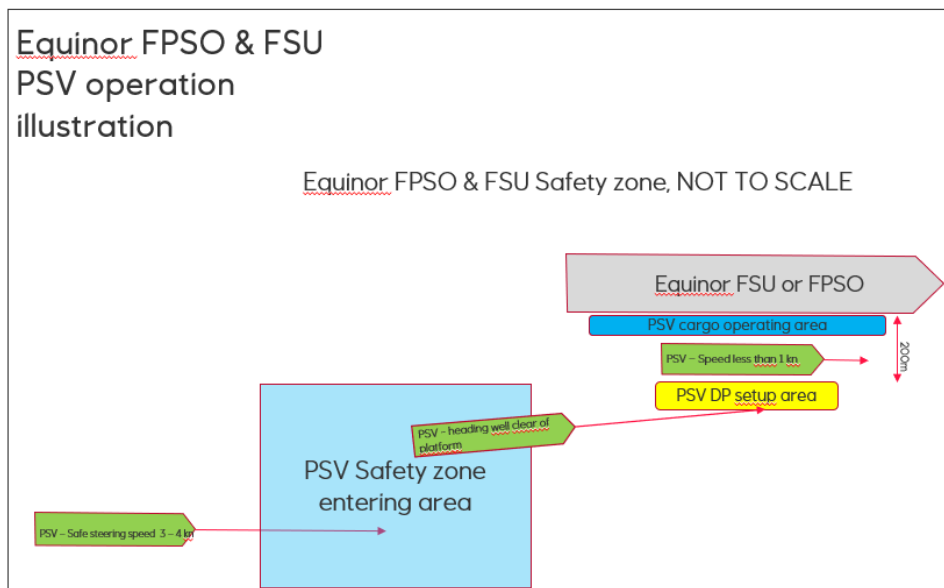 Equinor FPSO & FSU
PSV operation
illustration
Equinor FPSO & FSU Safety zone, NOT TO SCALE
Equinor FSU or FPSO
PSV cargo operating area
PSV – Speed less than 1 kn
200m
PSV DP setup area
PSV – heading well clear of
platform
PSV Safety zone
entering area
PSV – Safe steering speed 3 – 4 kn